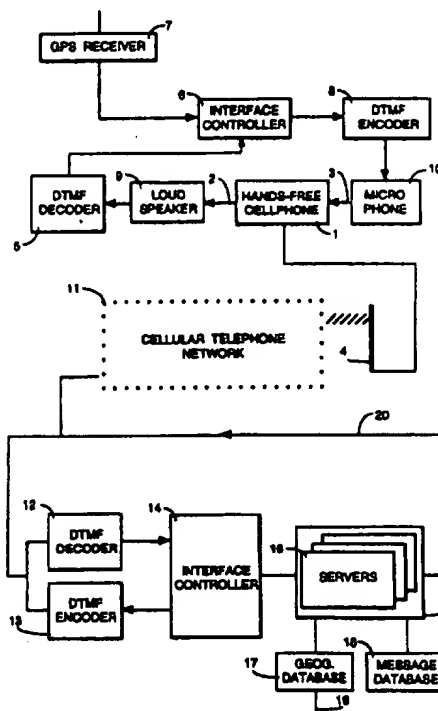 7
GPS RECEIVER
6
8
INTERFACE
CONTROLLER
DTMF
ENCODER
9
2
3
10
DTMF
DECODER
LOUD
SPEAKER
HANDS-FREE
CELLPHONE
MICRO
PHONE
5
1
11
CELLULAR TELEPHONE
NETWORK
4
20
12
14
DTMF
DECODER
16
INTERFACE
CONTROLLER
SERVERS
DTMF
ENCODER
13
17
GEOG.
DATABASE
18
MESSAGE
DATABASE
19